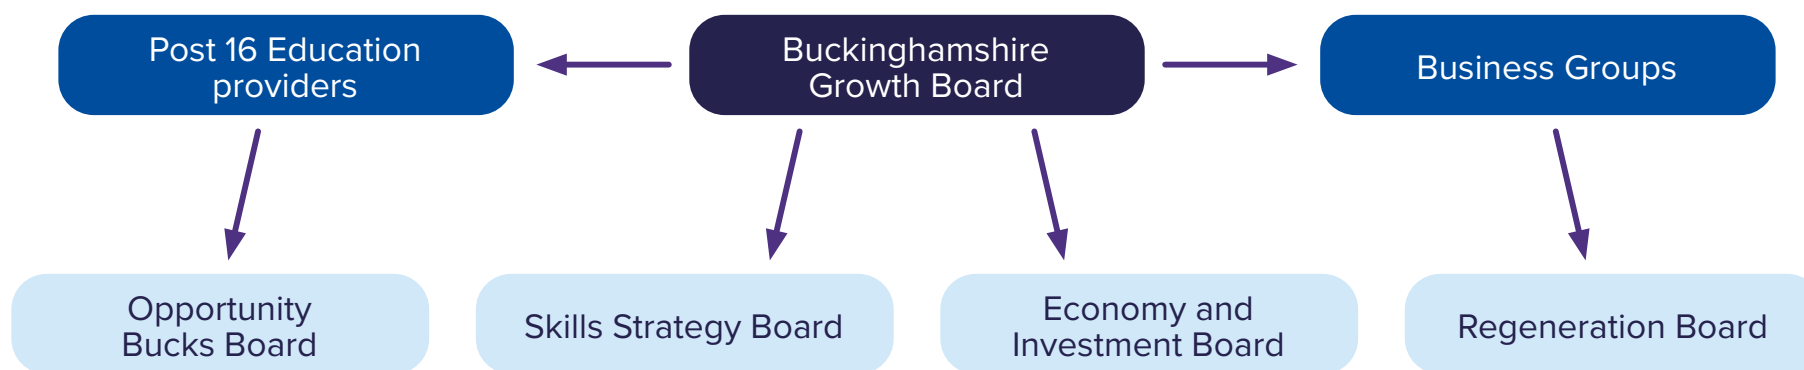 Post 16 Education
providers
Buckinghamshire
Growth Board
Business Groups
Opportunity
Bucks Board
Skills Strategy Board
Economy and
Investment Board
Regeneration Board